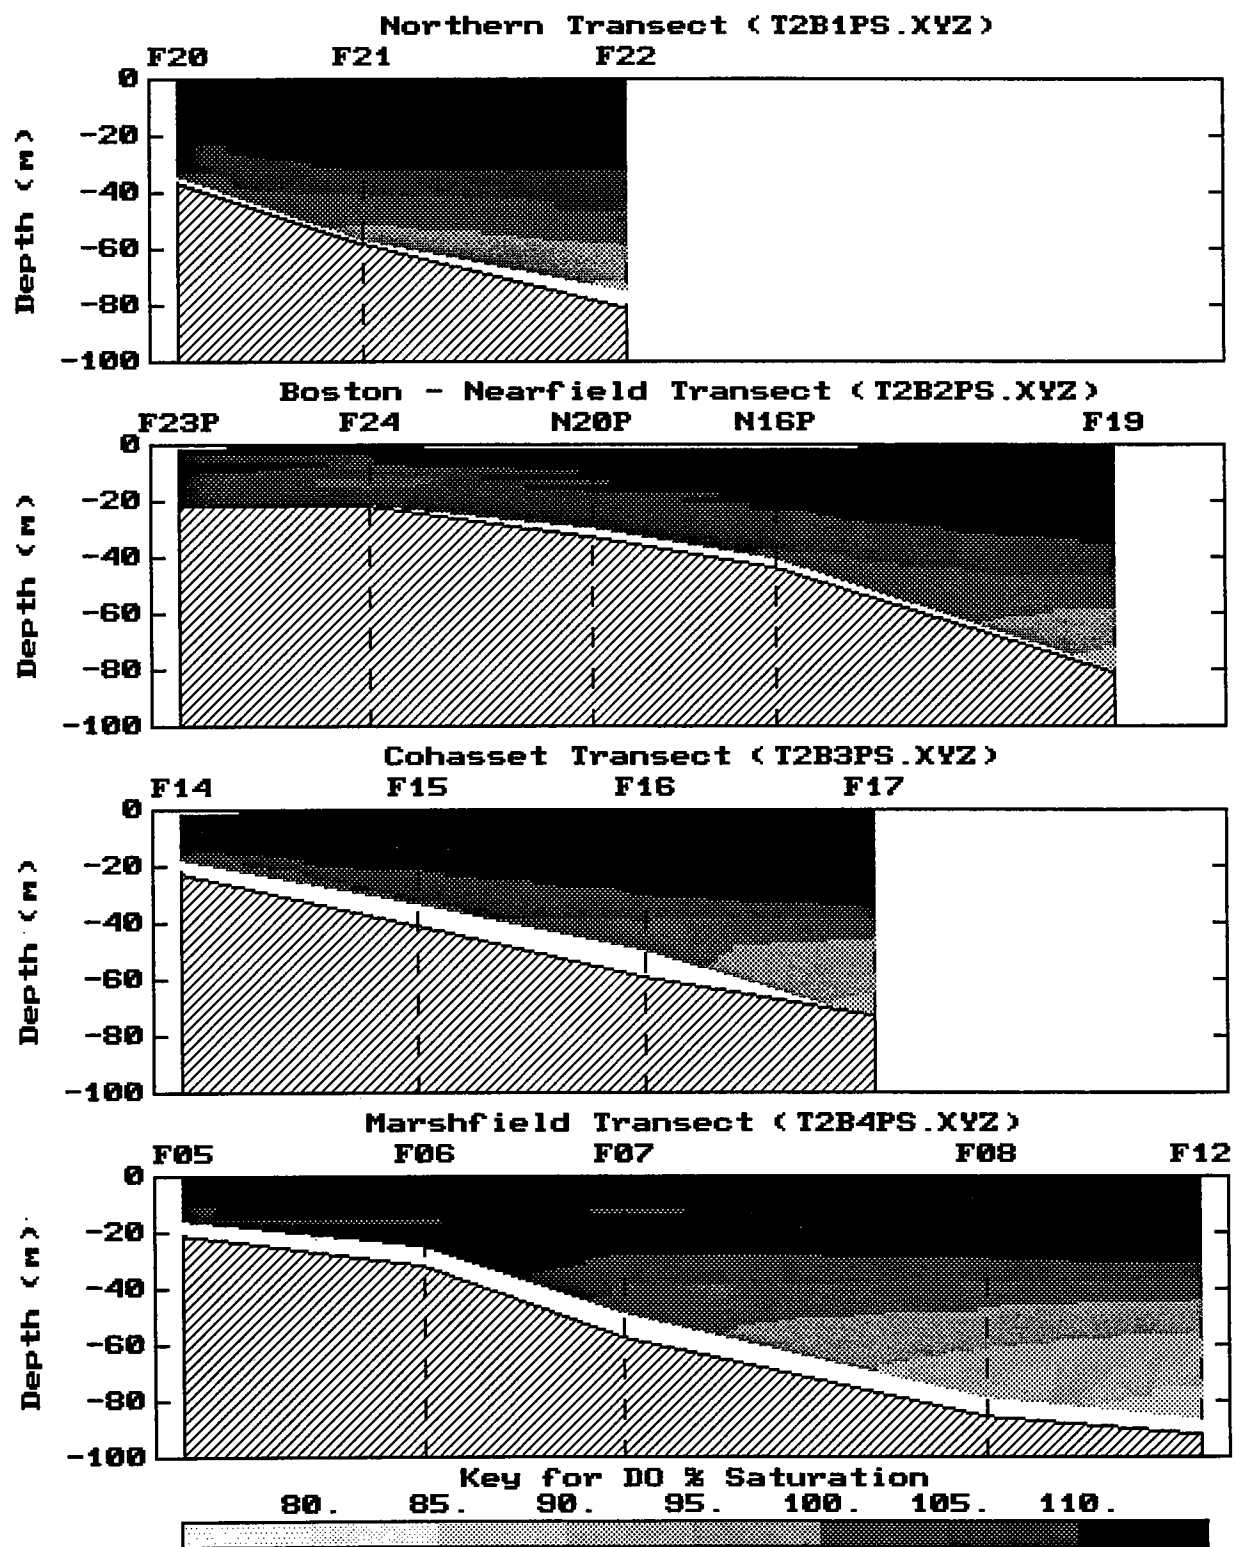 Northern Transect (T2B1PS.XYZ)
F20 F21 F22
0
-20
-40
-60
-80
-100
Depth (M)
Boston - Nearfield Transect (T2B2PS.XYZ)
F23P F24 N20P N16P F19
0
-20
-40
-60
-80
-100
Depth (M)
Cohasset Transect (T2B3PS.XYZ)
F14 F15 F16 F17
0
-20
-40
-60
-80
-100
Depth (M)
Marshfield Transect (T2B4PS.XYZ)
F05 F06 F07 F08 F12
0
-20
-40
-60
-80
-100
Depth (M)
Key for DO % Saturation
80. 85. 90. 95. 100. 105. 110.